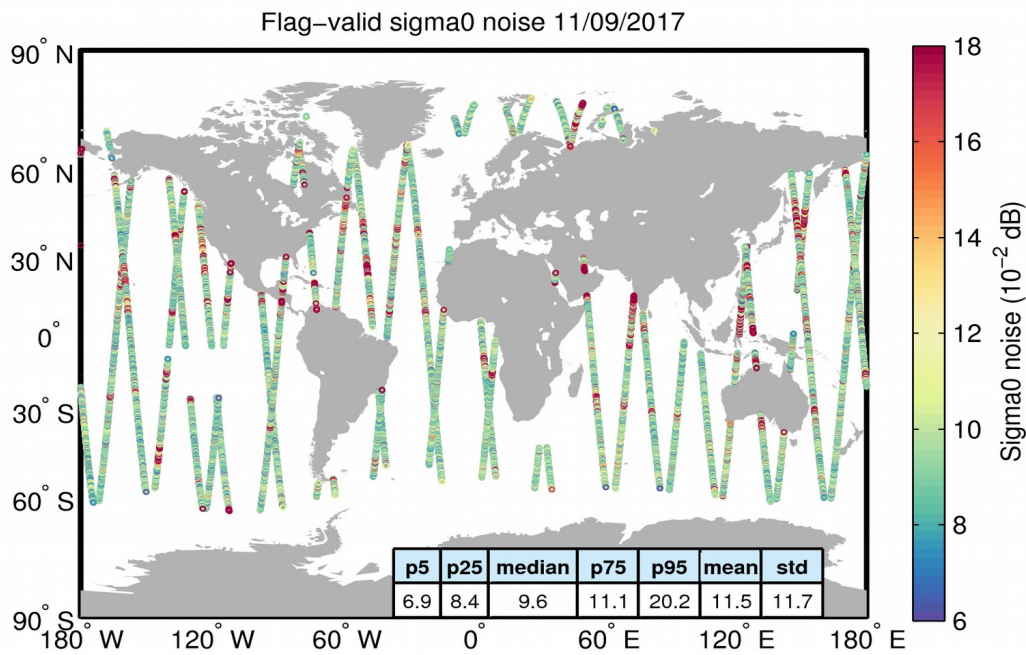 Flag−valid sigma0 noise 11/09/2017
90° N
60° N
30° N
0°
30° S
60° S
90° S
180° W 120° W 60° W 0° 60° E 120° E 180° E
p5 p25 median p75 p95 mean std
6.9 8.4 9.6 11.1 20.2 11.5 11.7
18
16
14
12
10
8
6
Sigma0 noise (10⁻² dB)